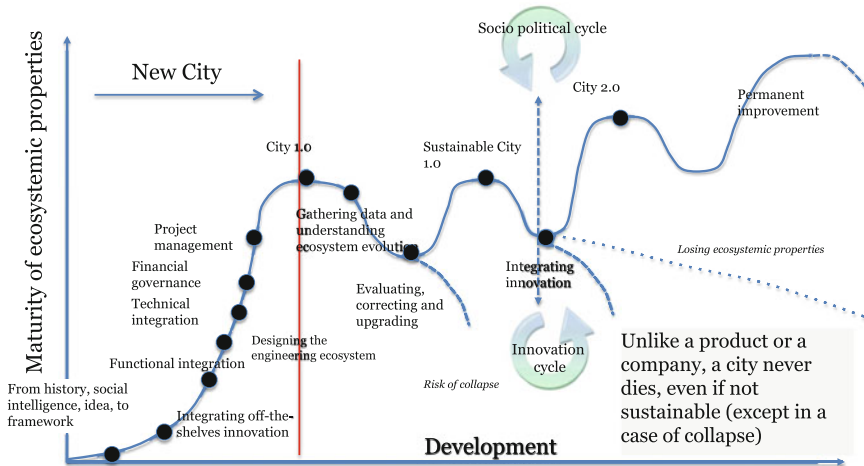 Maturity of ecosystemic properties
New City
Socio political cycle
City 1.0
Sustainable City
1.0
City 2.0
Permanent
improvement
Gathering data and
understanding
ecosystem evolution
Project
management
Financial
governance
Technical
integration
Functional integration
Designing the
engineering ecosystem
From history, social
intelligence, idea, to
framework
Integrating off-the-
shelves innovation
Evaluating,
correcting and
upgrading
Integrating
innovation
Losing ecosystemic properties
Risk of collapse
Innovation
cycle
Unlike a product or a
company, a city never
dies, even if not
sustainable (except in a
case of collapse)
Development